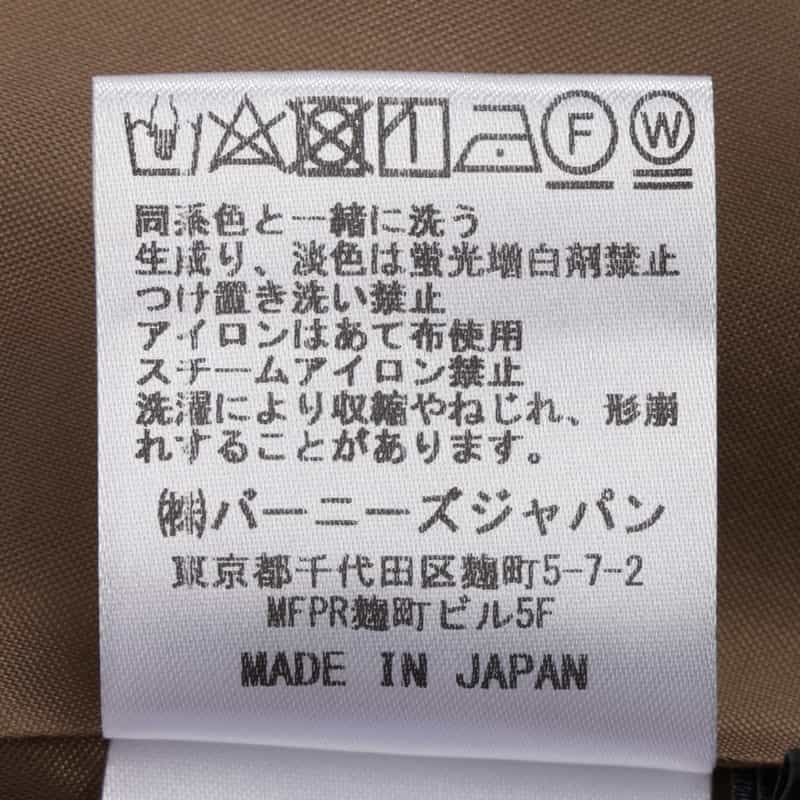 F W
同系色と一緒に洗う
生成り、淡色は蛍光増白剤禁止
つけ置き洗い禁止
アイロンはあて布使用
スチームアイロン禁止
洗濯により収縮やねじれ、形崩
れすることがあります。
㈱バーニーズジャパン
東京都千代田区麹町5-7-2
MFPR麹町ビル5F
MADE IN JAPAN